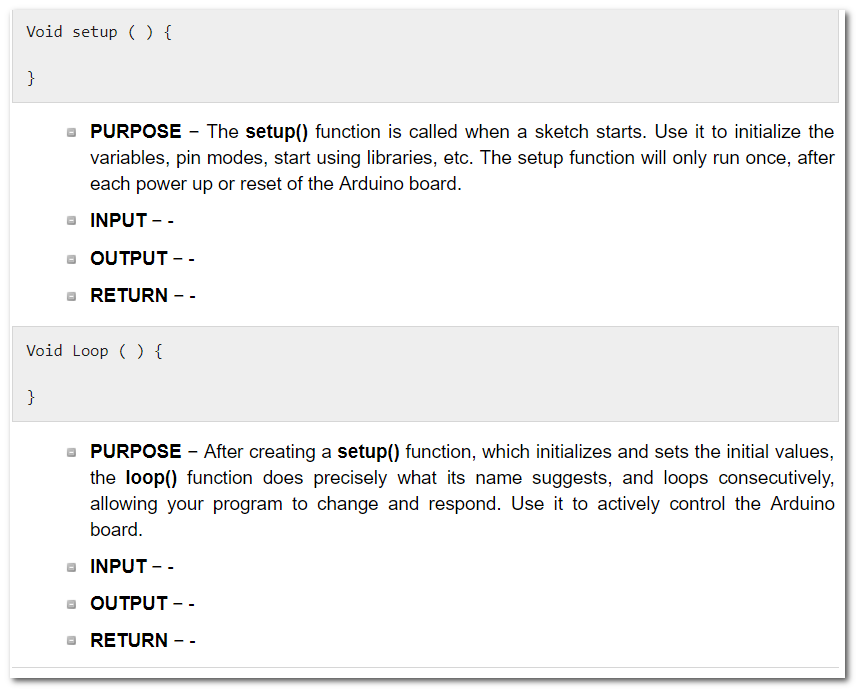 Void setup ( ) {
}
PURPOSE – The setup() function is called when a sketch starts. Use it to initialize the
variables, pin modes, start using libraries, etc. The setup function will only run once, after
each power up or reset of the Arduino board.
INPUT – -
OUTPUT – -
RETURN – -
Void Loop ( ) {
}
PURPOSE – After creating a setup() function, which initializes and sets the initial values,
the loop() function does precisely what its name suggests, and loops consecutively,
allowing your program to change and respond. Use it to actively control the Arduino
board.
INPUT – -
OUTPUT – -
RETURN – -